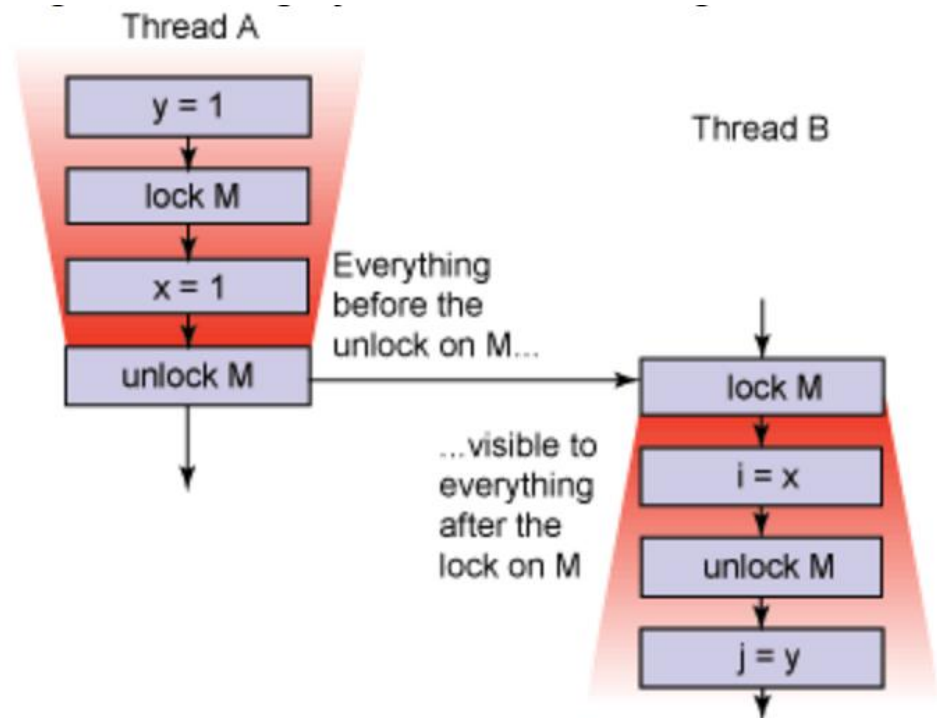 Thread A
y = 1
lock M
x = 1
unlock M
Everything
before the
unlock on M...
Thread B
lock M
...visible to
everything
after the
lock on M
i = x
unlock M
j = y